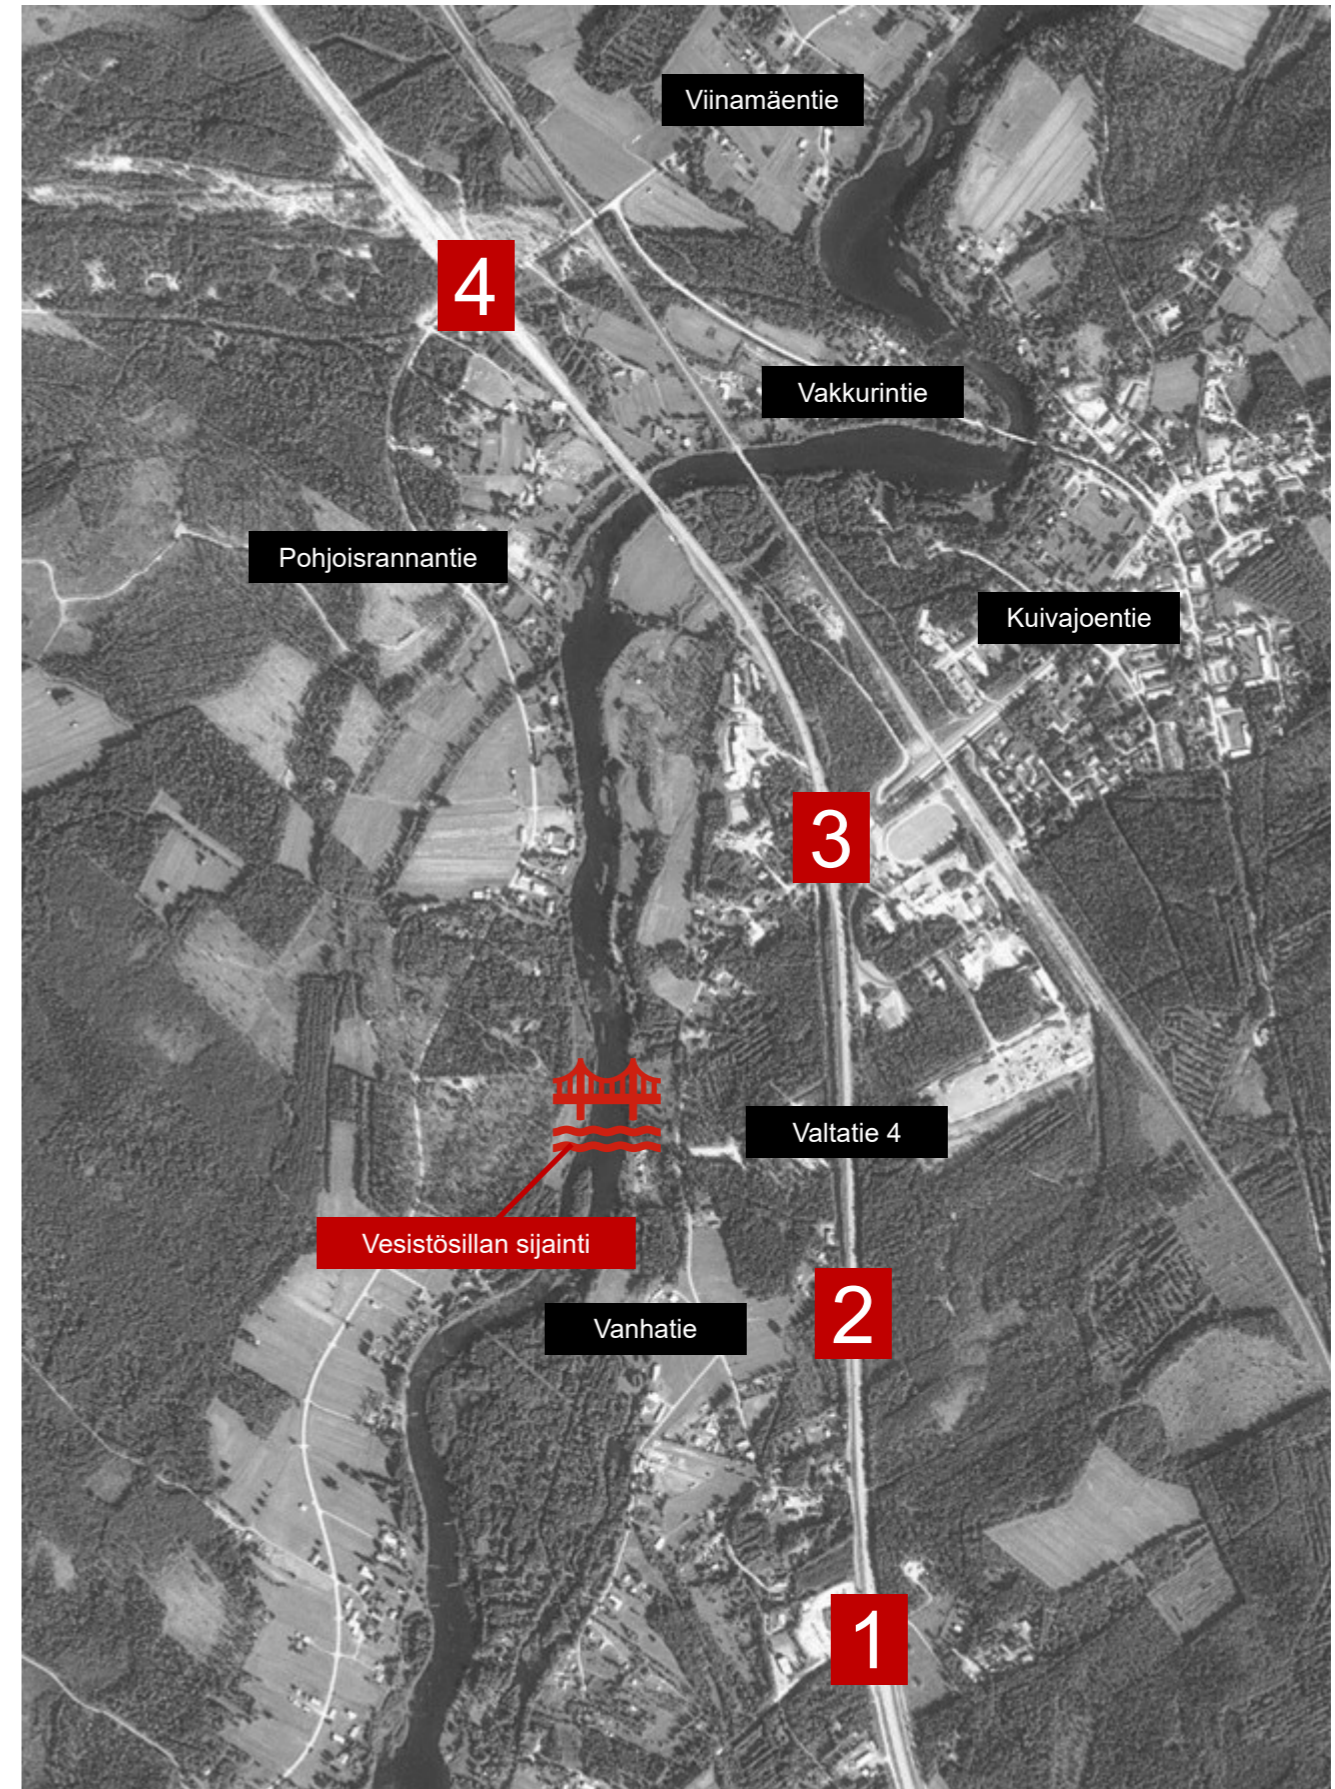 Viinamäentie
4
Vakkurintie
Pohjoisrannantie
Kuivajoentie
3
Valtatie 4
Vesistösillan sijainti
2
Vanhatie
1